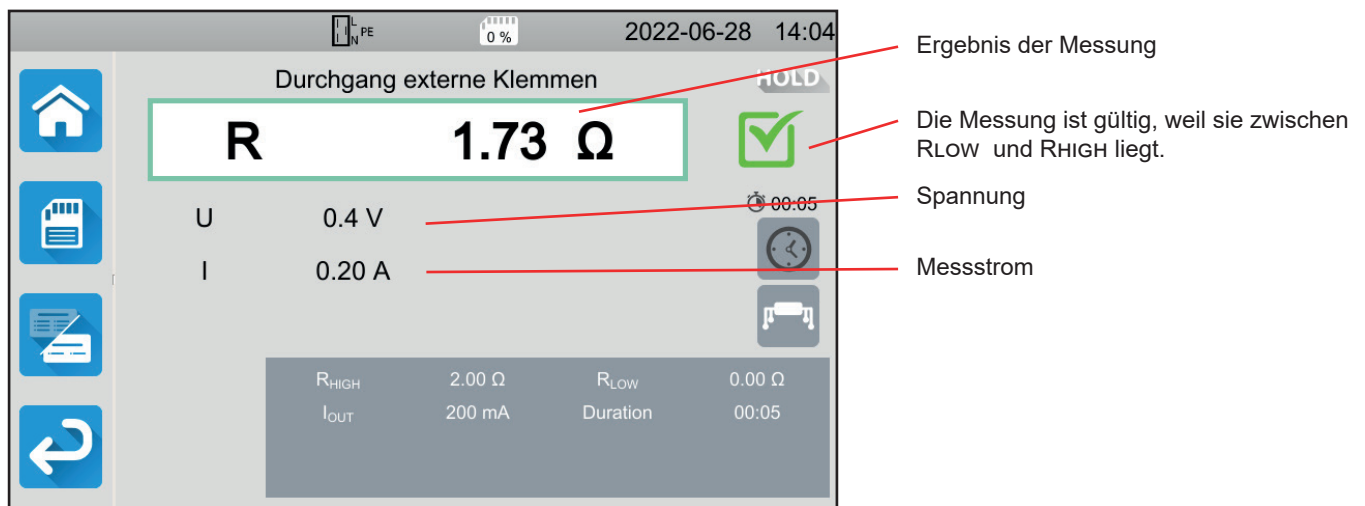 L
N PE
0 %
2022-06-28 14:04
Durchgang externe Klemmen
HOLD
R 1.73 Ω
U 0.4 V
00:05
I 0.20 A
RHIGH 2.00 Ω RLOW 0.00 Ω
IOUT 200 mA Duration 00:05
Ergebnis der Messung
Die Messung ist gültig, weil sie zwischen
RLOW und RHIGH liegt.
Spannung
Messstrom